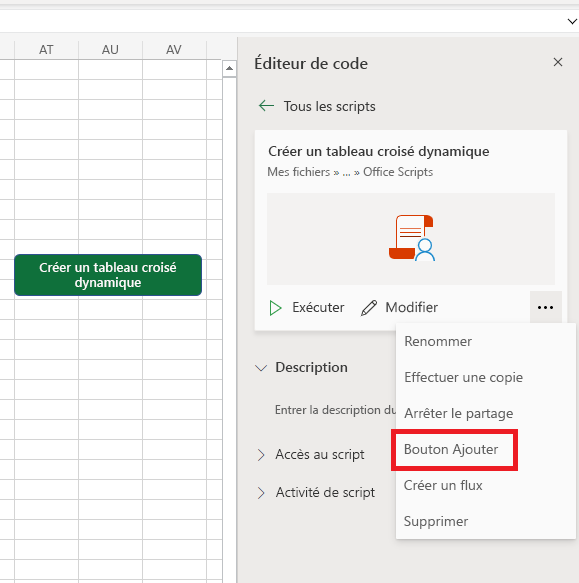 AT AU AV
Éditeur de code
Tous les scripts
Créer un tableau croisé dynamique
Mes fichiers » ... » Office Scripts
Créer un tableau croisé
dynamique
Exécuter Modifier
Renommer
Description
Effectuer une copie
Entrer la description du
Arrêter le partage
Accès au script
Bouton Ajouter
Créer un flux
Activité de script
Supprimer